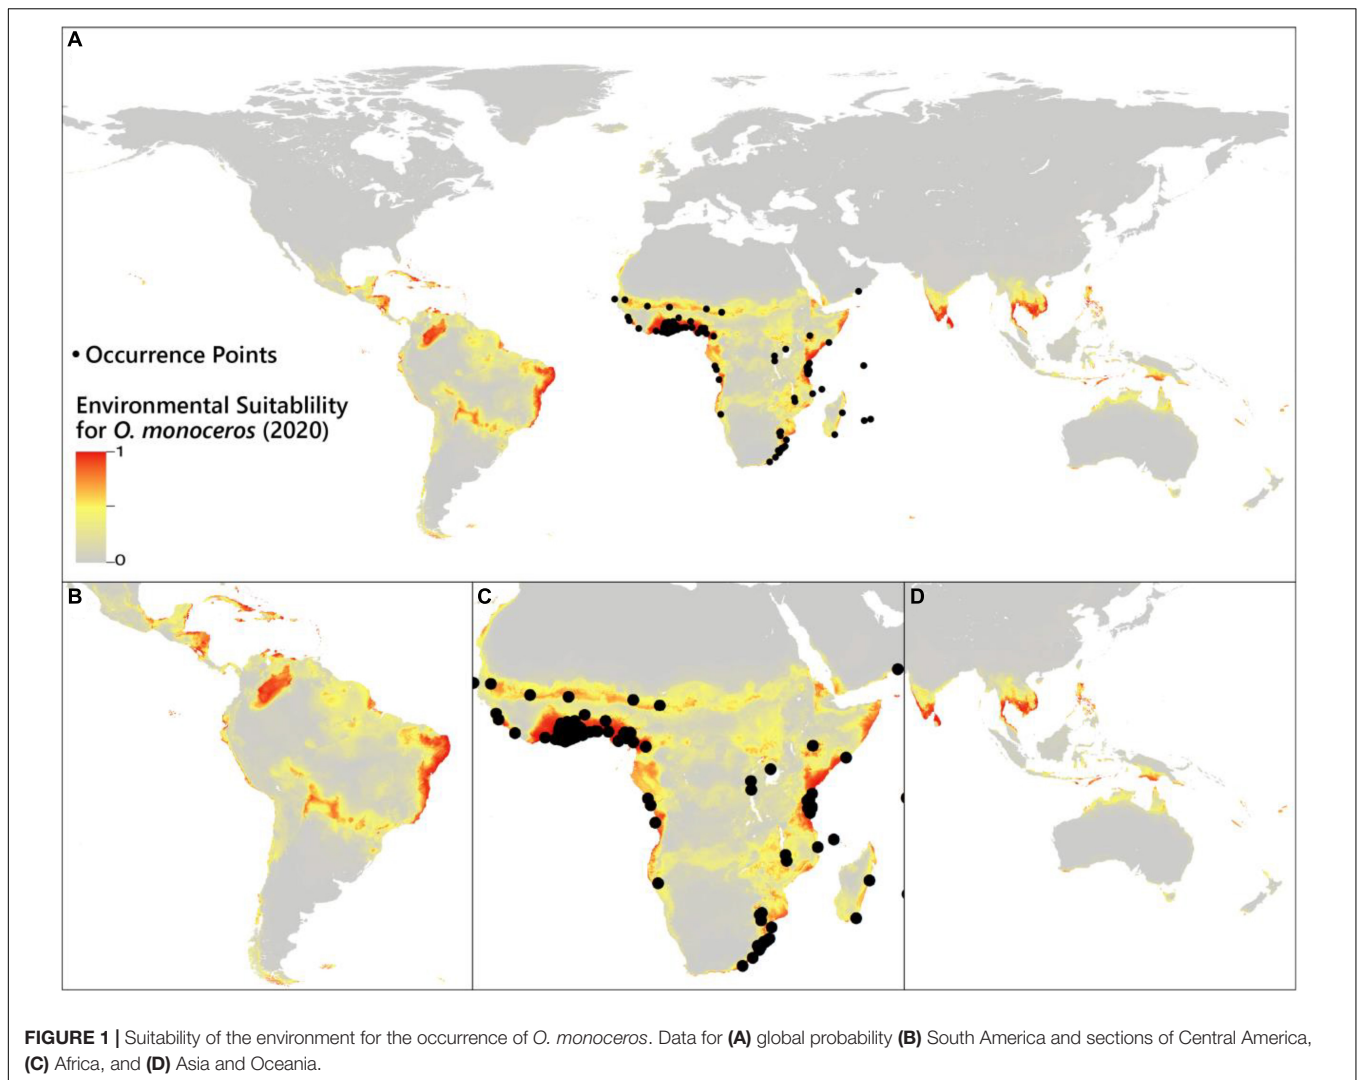 A
• Occurrence Points
Environmental Suitablility
for O. monoceros (2020)
1
0
B
C
D
FIGURE 1 | Suitability of the environment for the occurrence of O. monoceros. Data for (A) global probability (B) South America and sections of Central America,
(C) Africa, and (D) Asia and Oceania.